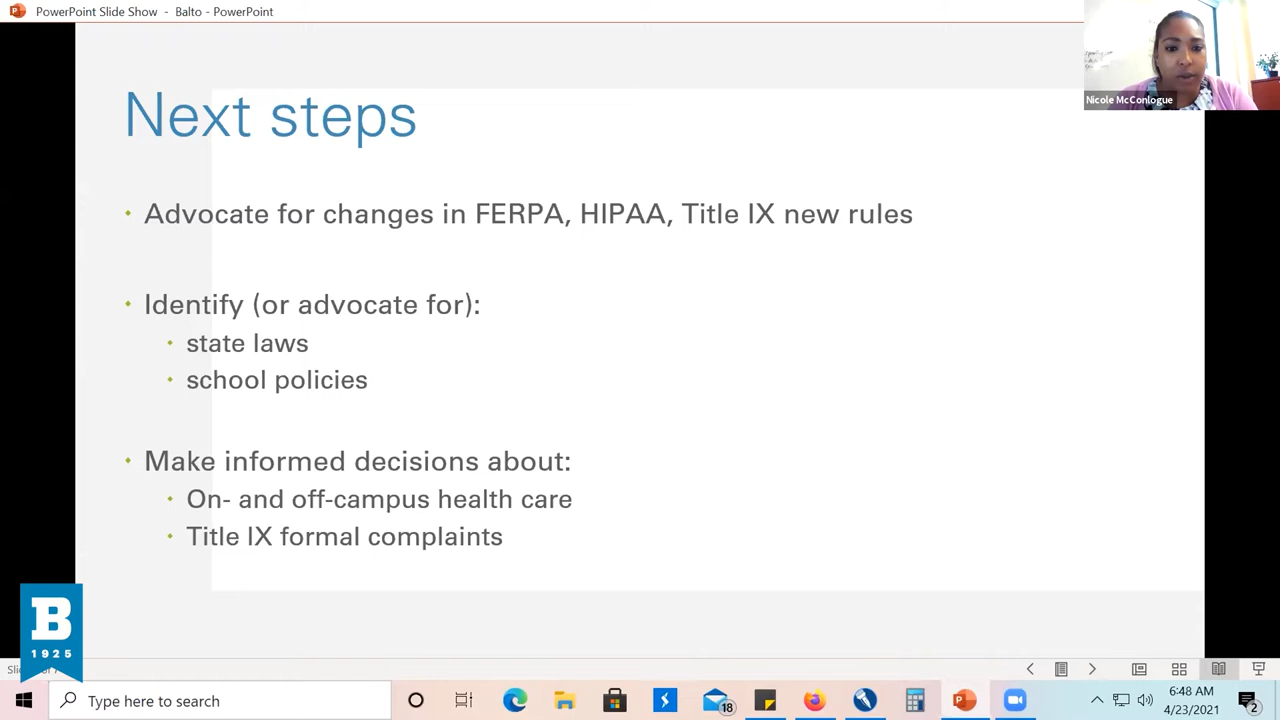 PowerPoint Slide Show - Balto - PowerPoint
Nicole McConlogue
Next steps
Advocate for changes in FERPA, HIPAA, Title IX new rules
Identify (or advocate for):
state laws
school policies
Make informed decisions about:
On- and off-campus health care
Title IX formal complaints
B
1925
Type here to search
18
6:48 AM
4/23/2021
2